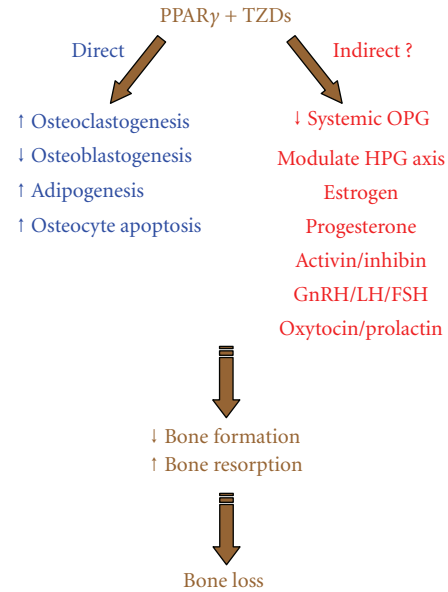 PPARγ + TZDs
Direct
Indirect ?
↑ Osteoclastogenesis
↓ Osteoblastogenesis
↑ Adipogenesis
↑ Osteocyte apoptosis
↓ Systemic OPG
Modulate HPG axis
Estrogen
Progesterone
Activin/inhibin
GnRH/LH/FSH
Oxytocin/prolactin
↓ Bone formation
↑ Bone resorption
Bone loss